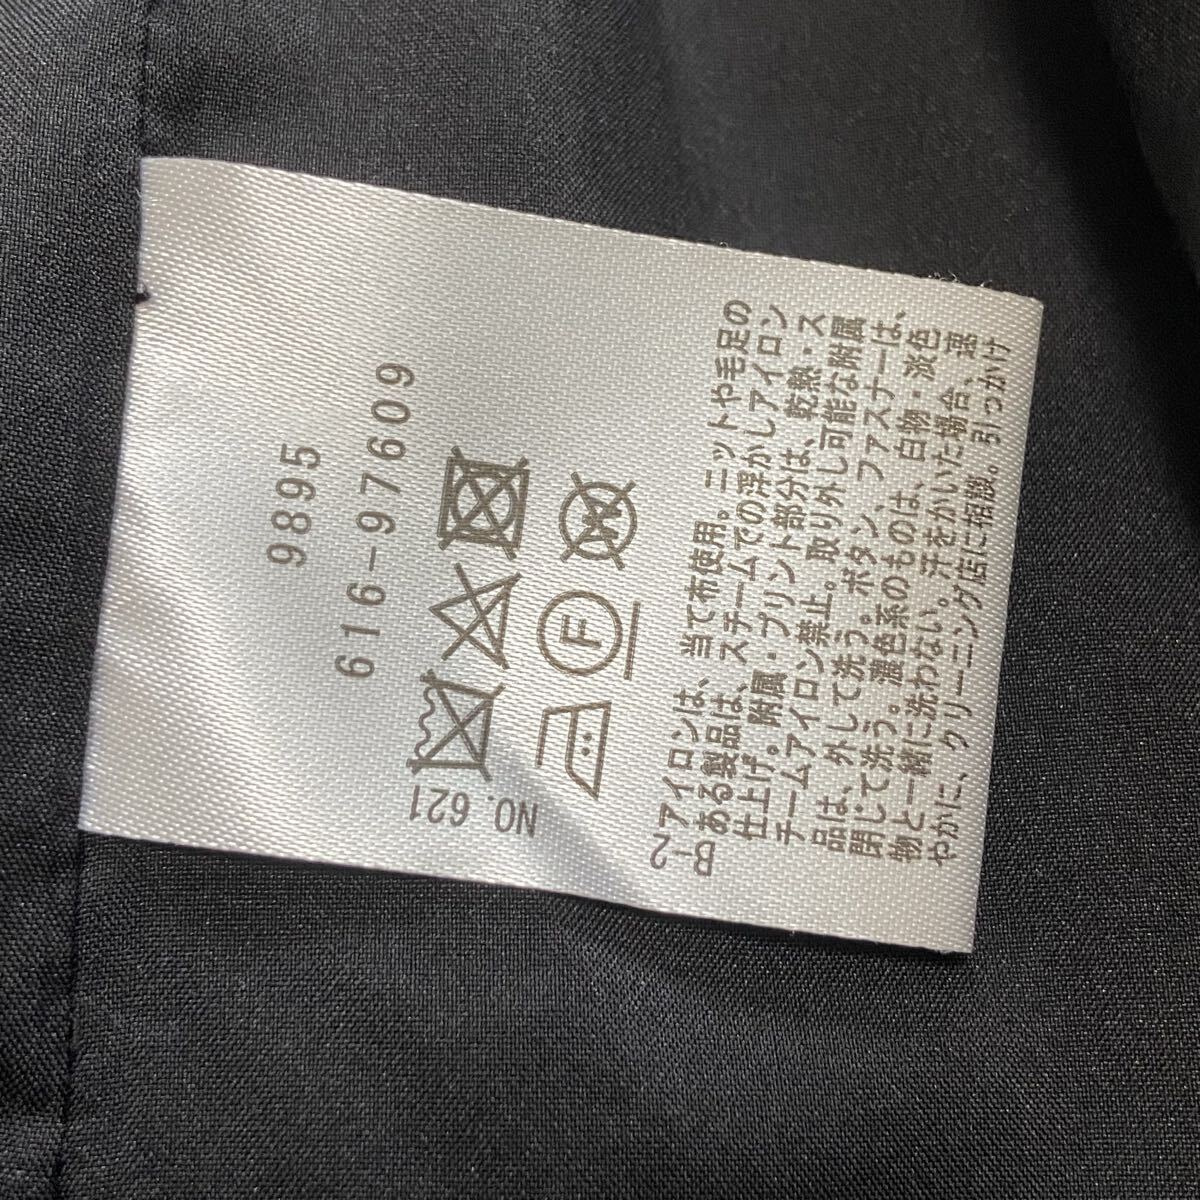 9895
616-97609
F
W
NO. 621
アイロンは、当て布使用。ニットや毛足の
ある製品は、スチームでの浮かしアイロン
仕上げ。附属・プリント部分は、乾熱・ス
チームアイロン禁止。取り外し可能な附属
品は、外して洗う。ボタン、ファスナーは、
閉じて洗う。濃色系のものは、白物・淡色
物と一緒に洗わない。汗をかいた場合、速
やかに、クリーニング店に相談。引っかけ
B-2